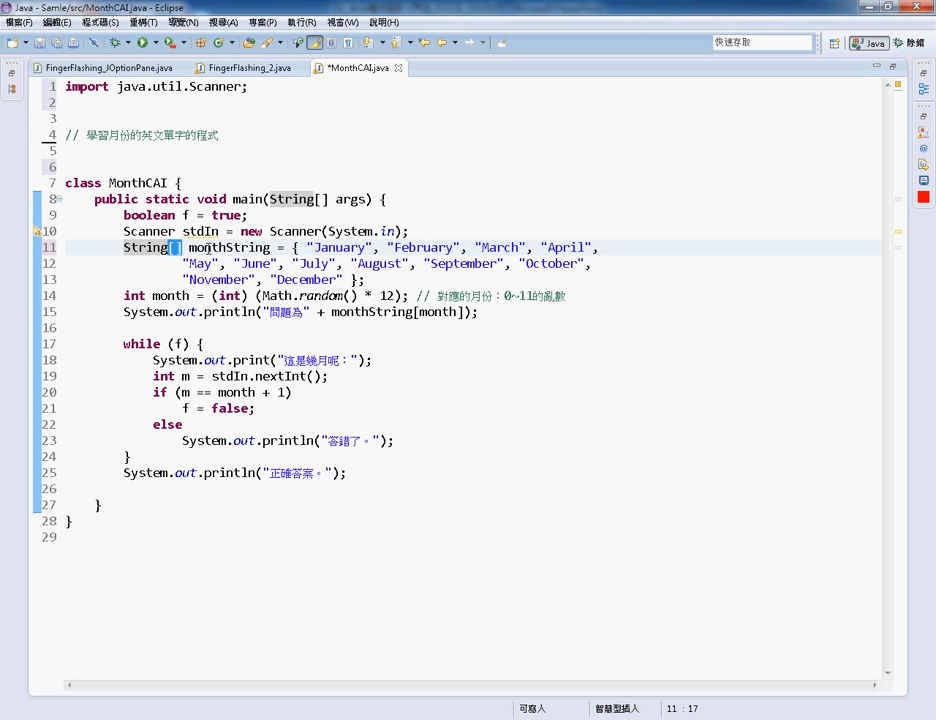 Java - Samle/src/MonthCAI.java - Eclipse
檔案(F) 編輯(E) 程式碼(S) 重構(T) 導覽(N) 搜尋(A) 專案(P) 執行(R) 視窗(W) 說明(H)
快速存取
Java
除錯
FingerFlashing_JOptionPane.java
FingerFlashing_2.java
*MonthCAI.java
1 import java.util.Scanner;
2
3
4 // 學習月份的英文單字的程式
5
6
7 class MonthCAI {
8 public static void main(String[] args) {
9 boolean f = true;
10 Scanner stdIn = new Scanner(System.in);
11 String[] monthString = { "January", "February", "March", "April",
12 "May", "June", "July", "August", "September", "October",
13 "November", "December" };
14 int month = (int) (Math.random() * 12); // 對應的月份：0~11的亂數
15 System.out.println("問題為" + monthString[month]);
16
17 while (f) {
18 System.out.print("這是幾月呢：");
19 int m = stdIn.nextInt();
20 if (m == month + 1)
21 f = false;
22 else
23 System.out.println("答錯了。");
24 }
25 System.out.println("正確答案。");
26
27 }
28 }
29
可寫入
智慧型插入
11 : 17